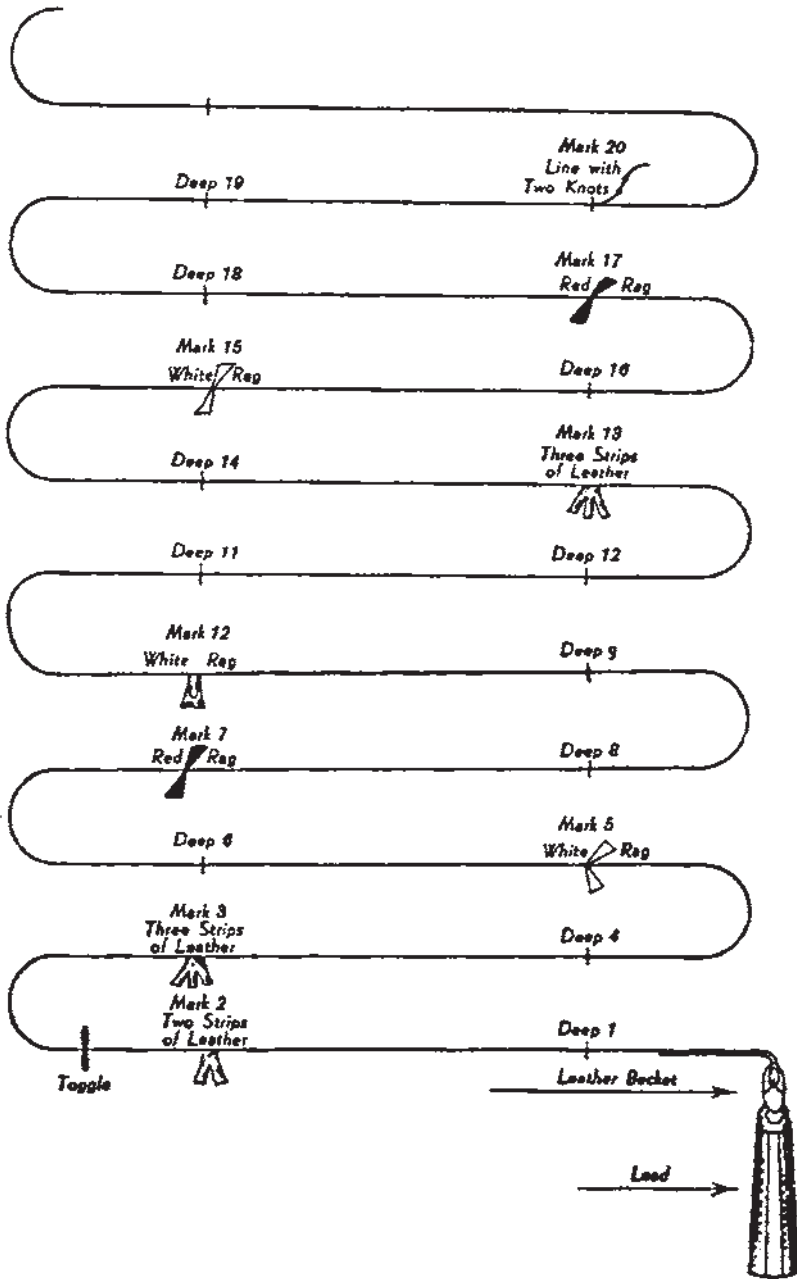 Mark 20
Line with
Two Knots
Deep 19
Mark 17
Red Rag
Deep 18
Mark 15
White Rag
Deep 16
Mark 13
Three Strips
of Leather
Deep 14
Deep 11
Deep 12
Mark 12
White Rag
Deep 9
Mark 7
Red Rag
Deep 8
Deep 6
Mark 5
White Rag
Mark 3
Three Strips
of Leather
Deep 4
Mark 2
Two Strips
of Leather
Deep 1
Toggle
Leather Becket
Lead